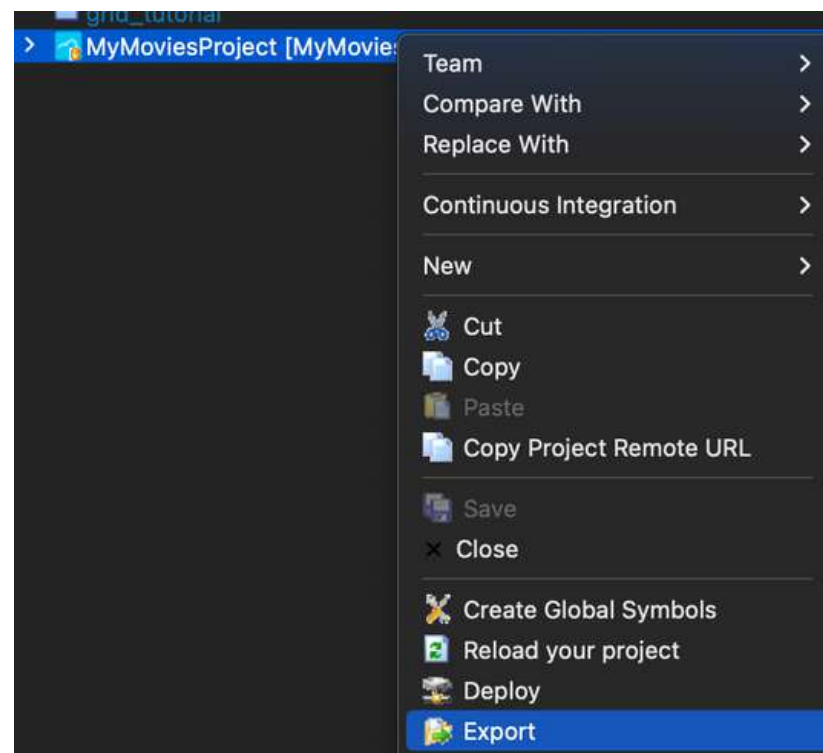 grid_tutorial
MyMoviesProject [MyMovies
Team
Compare With
Replace With
Continuous Integration
New
Cut
Copy
Paste
Copy Project Remote URL
Save
Close
Create Global Symbols
Reload your project
Deploy
Export